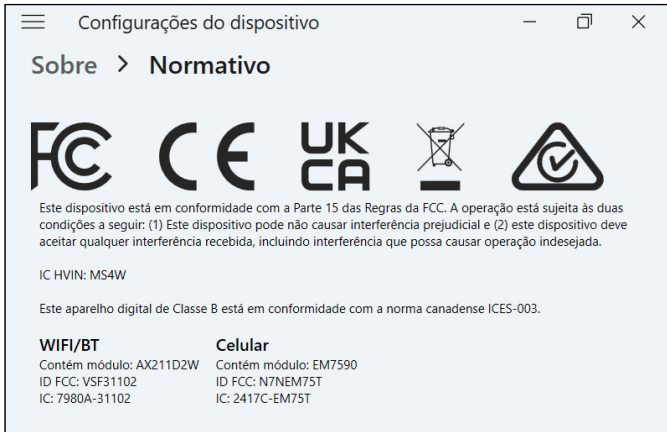 Configurações do dispositivo
Sobre > Normativo
FC CE UK CA
Este dispositivo está em conformidade com a Parte 15 das Regras da FCC. A operação está sujeita às duas
condições a seguir: (1) Este dispositivo pode não causar interferência prejudicial e (2) este dispositivo deve
aceitar qualquer interferência recebida, incluindo interferência que possa causar operação indesejada.
IC HVIN: MS4W
Este aparelho digital de Classe B está em conformidade com a norma canadense ICES-003.
WIFI/BT
Contém módulo: AX211D2W
ID FCC: VSF31102
IC: 7980A-31102
Celular
Contém módulo: EM7590
ID FCC: N7NEM75T
IC: 2417C-EM75T